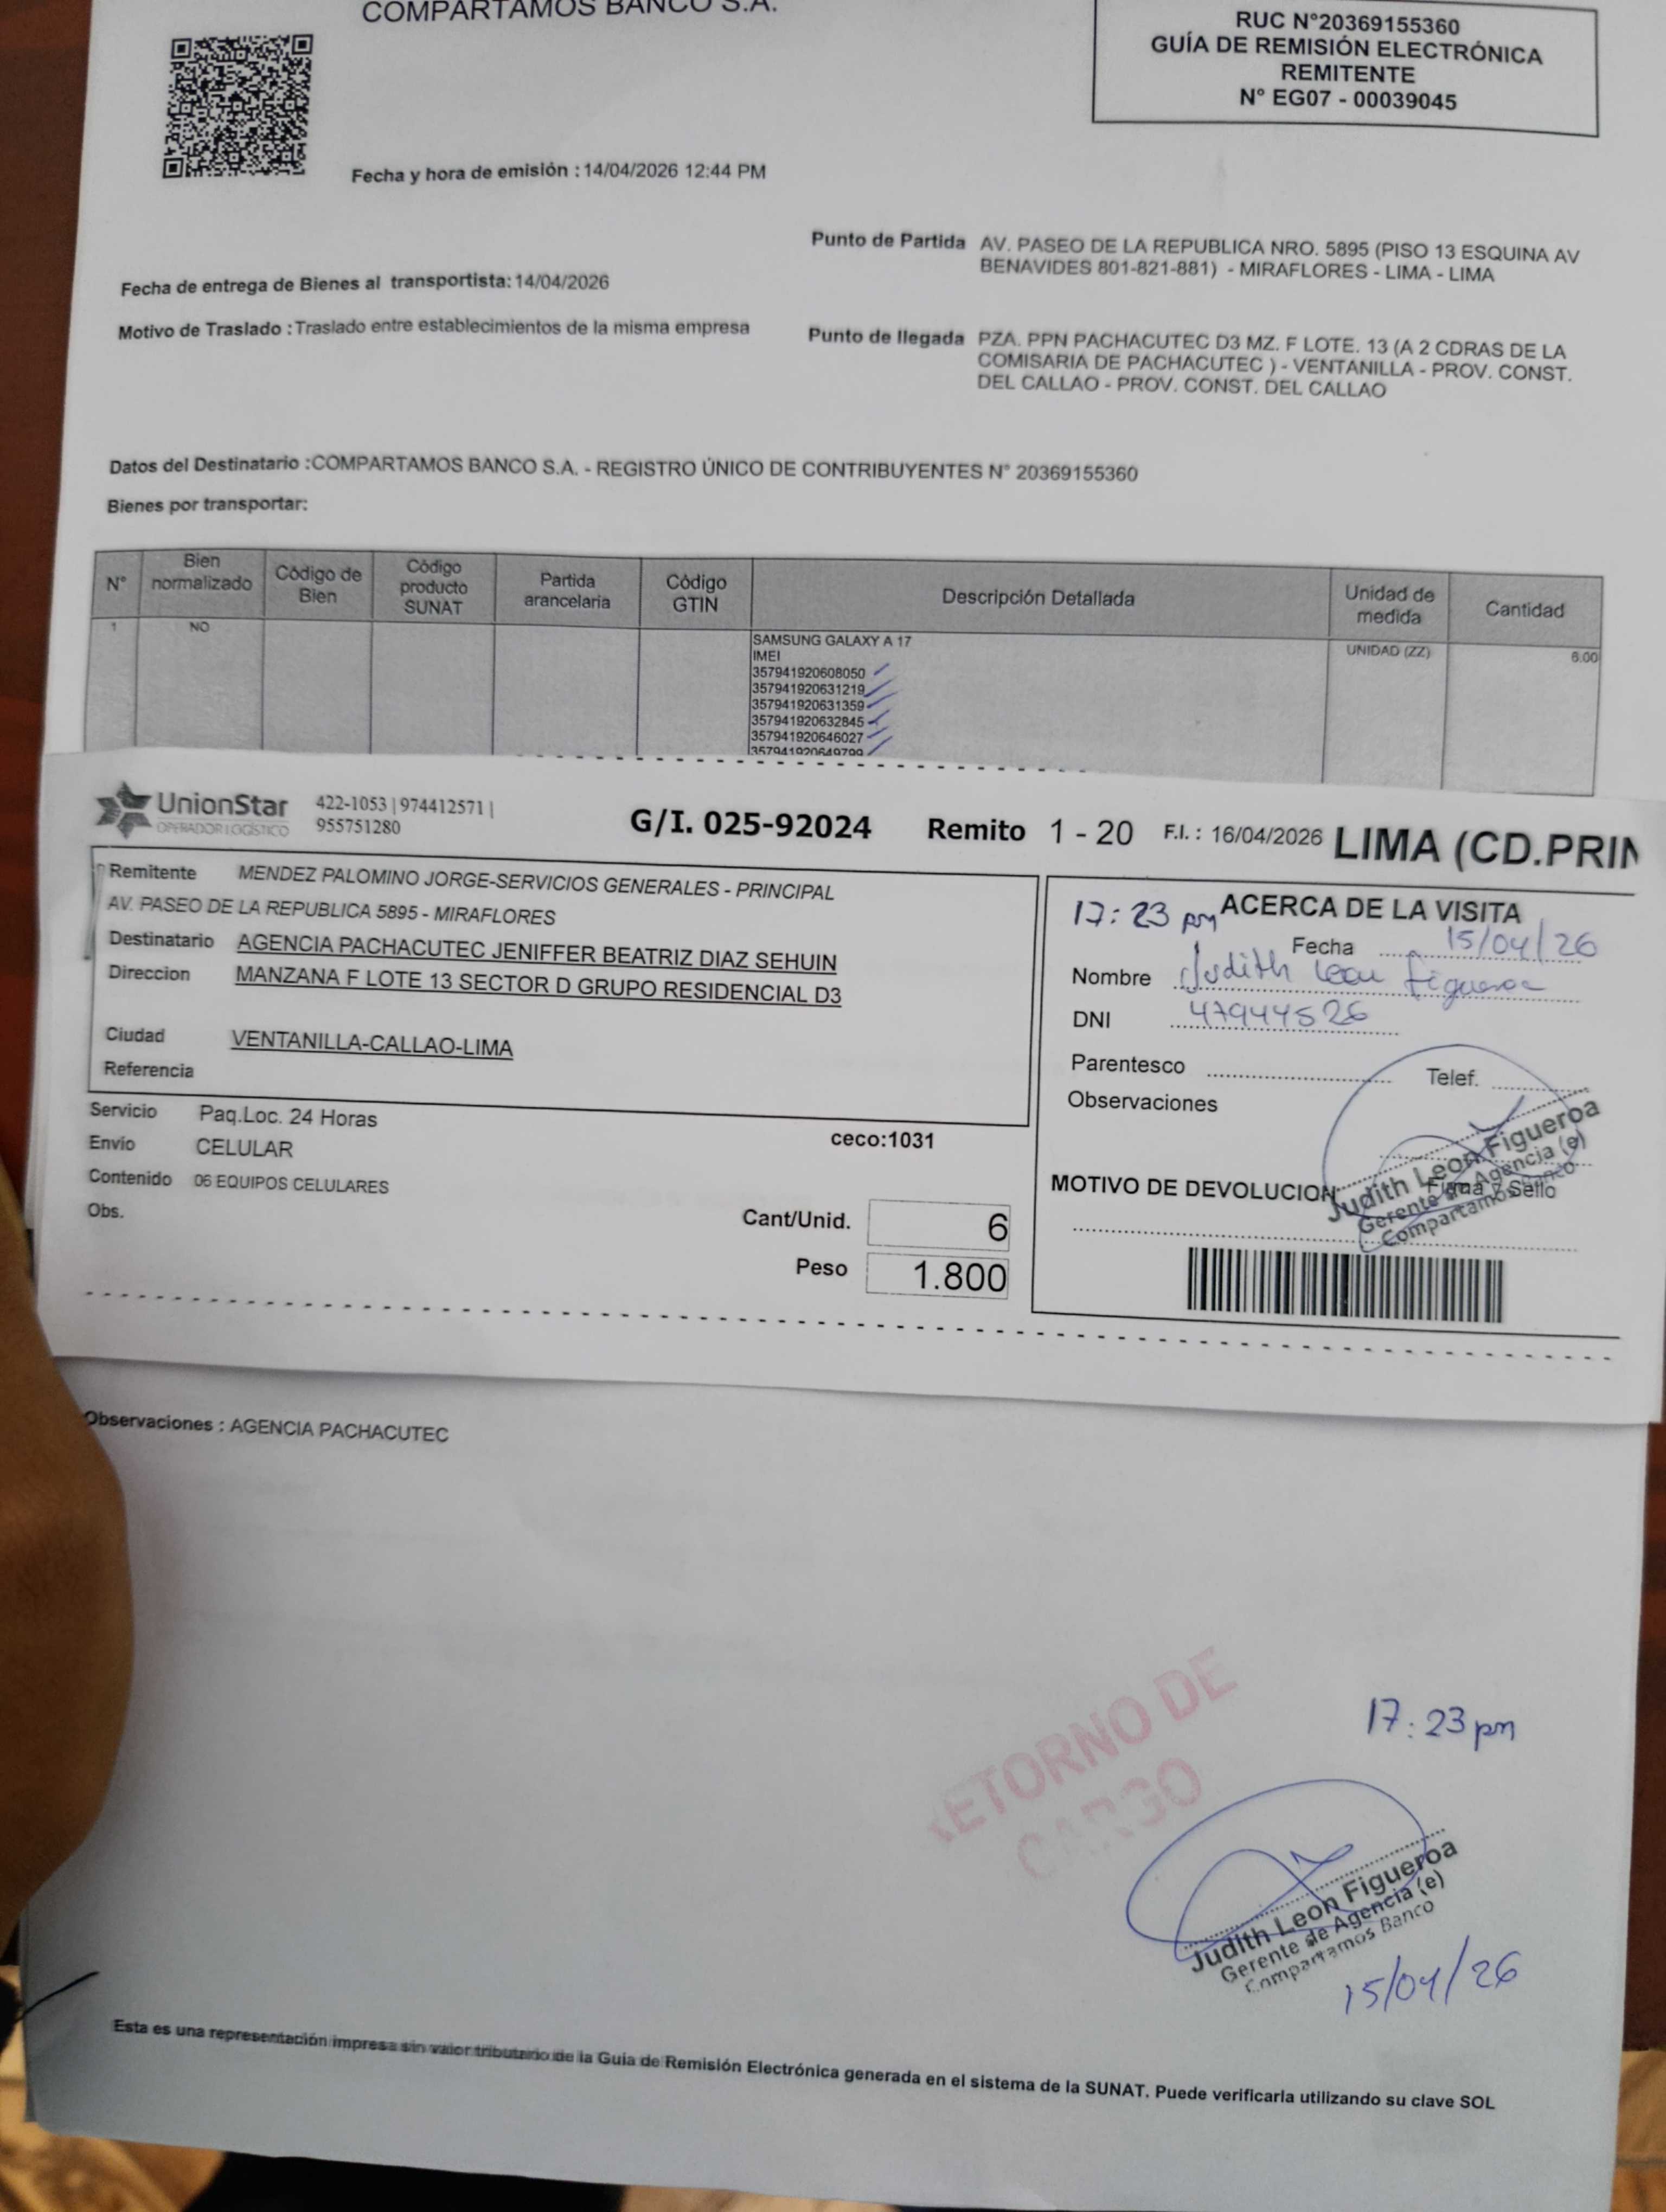 COMPARTAMOS BANCO S.A.
RUC N°20369155360
GUÍA DE REMISIÓN ELECTRÓNICA
REMITENTE
N° EG07 - 00039045
Fecha y hora de emisión : 14/04/2026 12:44 PM
Punto de Partida AV. PASEO DE LA REPUBLICA NRO. 5895 (PISO 13 ESQUINA AV
BENAVIDES 801-821-881) - MIRAFLORES - LIMA - LIMA
Fecha de entrega de Bienes al transportista: 14/04/2026
Motivo de Traslado : Traslado entre establecimientos de la misma empresa
Punto de llegada PZA. PPN PACHACUTEC D3 MZ. F LOTE. 13 (A 2 CDRAS DE LA
COMISARIA DE PACHACUTEC ) - VENTANILLA - PROV. CONST.
DEL CALLAO - PROV. CONST. DEL CALLAO
Datos del Destinatario :COMPARTAMOS BANCO S.A. - REGISTRO ÚNICO DE CONTRIBUYENTES N° 20369155360
Bienes por transportar:
N° Bien normalizado Código de Bien Código producto SUNAT Partida arancelaria Código GTIN Descripción Detallada Unidad de medida Cantidad
1 NO SAMSUNG GALAXY A 17 UNIDAD (ZZ) 6.00
IMEI
357941920608050
357941920631219
357941920631359
357941920632845
357941920646027
357941920649799
UnionStar
OPERADOR LOGÍSTICO
422-1053 | 974412571 |
955751280
G/I. 025-92024 Remito 1 - 20 F.I. : 16/04/2026 LIMA (CD.PRIN
Remitente MENDEZ PALOMINO JORGE-SERVICIOS GENERALES - PRINCIPAL
AV. PASEO DE LA REPUBLICA 5895 - MIRAFLORES
Destinatario AGENCIA PACHACUTEC JENIFFER BEATRIZ DIAZ SEHUIN
Direccion MANZANA F LOTE 13 SECTOR D GRUPO RESIDENCIAL D3
Ciudad VENTANILLA-CALLAO-LIMA
Referencia
Servicio Paq.Loc. 24 Horas
Envío CELULAR
ceco:1031
Contenido 06 EQUIPOS CELULARES
Obs.
Cant/Unid. 6
Peso 1.800
17:23 pm ACERCA DE LA VISITA
Fecha 15/04/26
Nombre Judith Leon Figueroa
DNI 47944526
Parentesco Telef.
Observaciones
MOTIVO DE DEVOLUCION
Firma y Sello
Judith Leon Figueroa
Gerente de Agencia (e)
Compartamos Banco
Observaciones : AGENCIA PACHACUTEC
RETORNO DE
CARGO
17:23 pm
Judith Leon Figueroa
Gerente de Agencia (e)
Compartamos Banco
15/04/26
Esta es una representación impresa sin valor tributario de la Guia de Remisión Electrónica generada en el sistema de la SUNAT. Puede verificarla utilizando su clave SOL